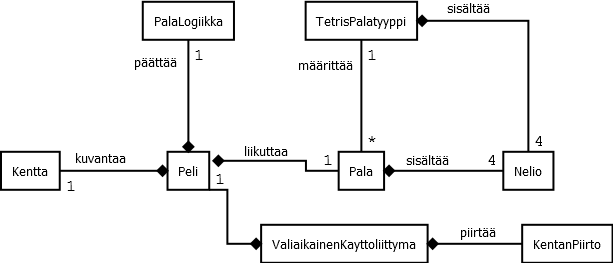 PalaLogiikka
TetrisPalatyyppi
sisältää
1
1
päättää
määrittää
*
4
kuvantaa
liikuttaa
1
sisältää
4
Kentta
Peli
Pala
Nelio
1
1
piirtää
ValiaikainenKayttoliittyma
KentanPiirto